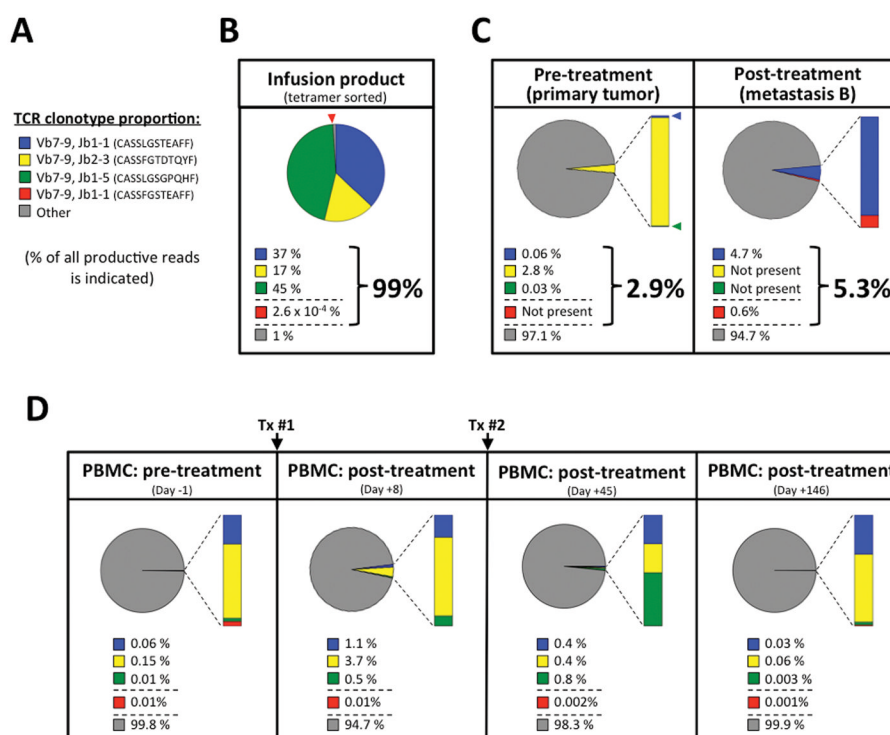 A
TCR clonotype proportion:
Vb7-9, Jb1-1 (CASSLGSTEAFF)
Vb7-9, Jb2-3 (CASSFGTDTQYF)
Vb7-9, Jb1-5 (CASSLGSGPQHF)
Vb7-9, Jb1-1 (CASSFGSTEAFF)
Other
(% of all productive reads
is indicated)
B
Infusion product
(tetramer sorted)
37 %
17 %
45 %
2.6 x 10⁻⁴ %
1 %
99%
C
Pre-treatment
(primary tumor)
0.06 %
2.8 %
0.03 %
Not present
97.1 %
2.9%
Post-treatment
(metastasis B)
4.7 %
Not present
Not present
0.6%
94.7 %
5.3%
D
Tx #1
Tx #2
PBMC: pre-treatment
(Day -1)
0.06 %
0.15 %
0.01 %
0.01%
99.8 %
PBMC: post-treatment
(Day +8)
1.1 %
3.7 %
0.5 %
0.01%
94.7 %
PBMC: post-treatment
(Day +45)
0.4 %
0.4 %
0.8 %
0.002%
98.3 %
PBMC: post-treatment
(Day +146)
0.03 %
0.06 %
0.003 %
0.001%
99.9 %